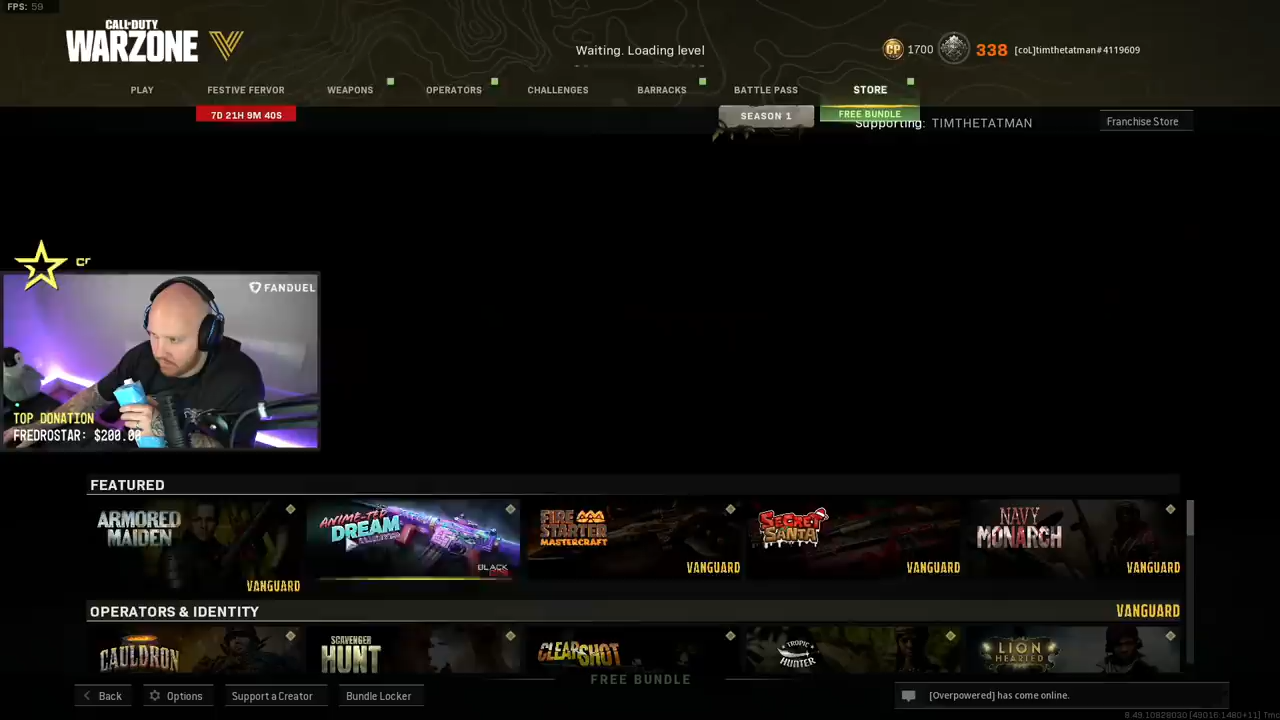 FPS: 59
CALL OF DUTY
WARZONE
Waiting. Loading level
CP 1700
338
[coL]timthetatman#4119609
PLAY
FESTIVE FERVOR
WEAPONS
OPERATORS
CHALLENGES
BARRACKS
BATTLE PASS
STORE
7D 21H 9M 40S
SEASON 1
FREE BUNDLE
Supporting: TIMTHETATMAN
Franchise Store
FANDUEL
TOP DONATION
FREDROSTAR: $200.00
FEATURED
ARMORED
MAIDEN
VANGUARD
DREAM
BLACK
FIRE
STARTER
MASTERCRAFT
VANGUARD
SECRET
SANTA
VANGUARD
NAVY
MONARCH
VANGUARD
OPERATORS & IDENTITY
VANGUARD
CAULDRON
SCAVENGER
HUNT
CLEARSHOT
TROPIC
HUNTER
LION
HEARTED
FREE BUNDLE
Back
Options
Support a Creator
Bundle Locker
[Overpowered] has come online.